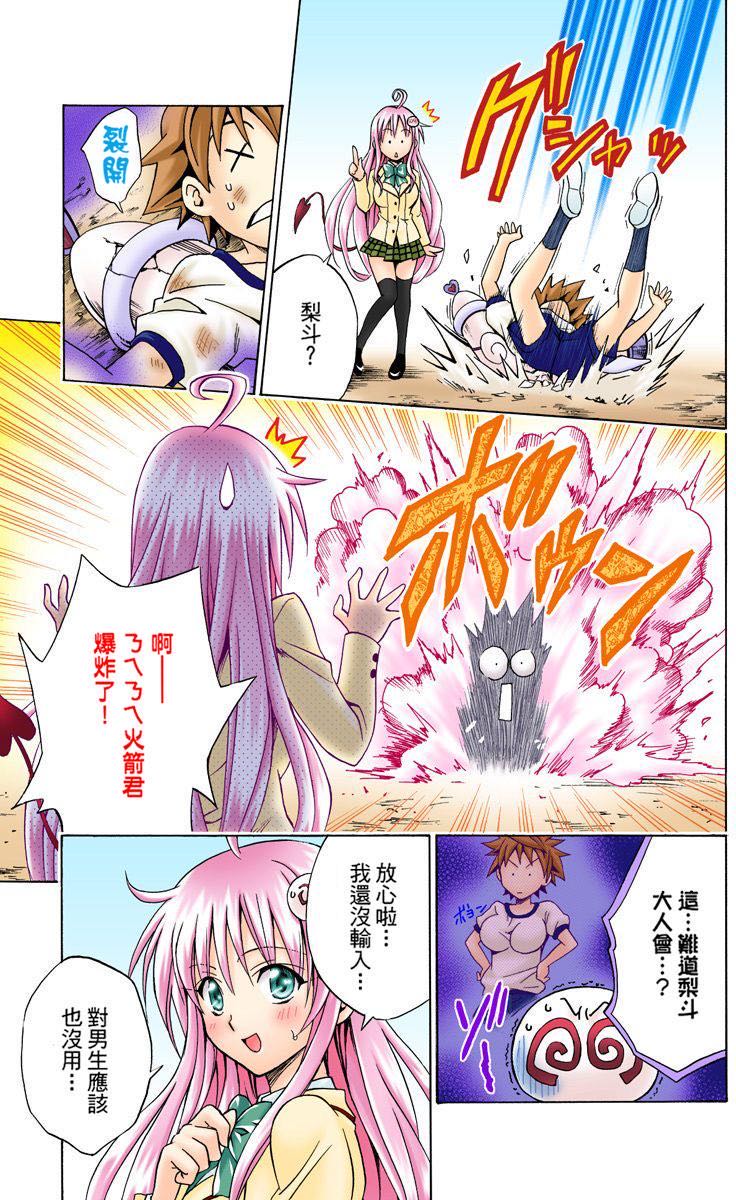 グシャッ
梨斗?
裂開
ボウン
啊——
ㄋㄟㄋㄟ火箭君
爆炸了!
這…難道梨斗
大人會…?
ボヨン
ゾゾ
放心啦…
我還沒輸入…
對男生應該
也沒用…